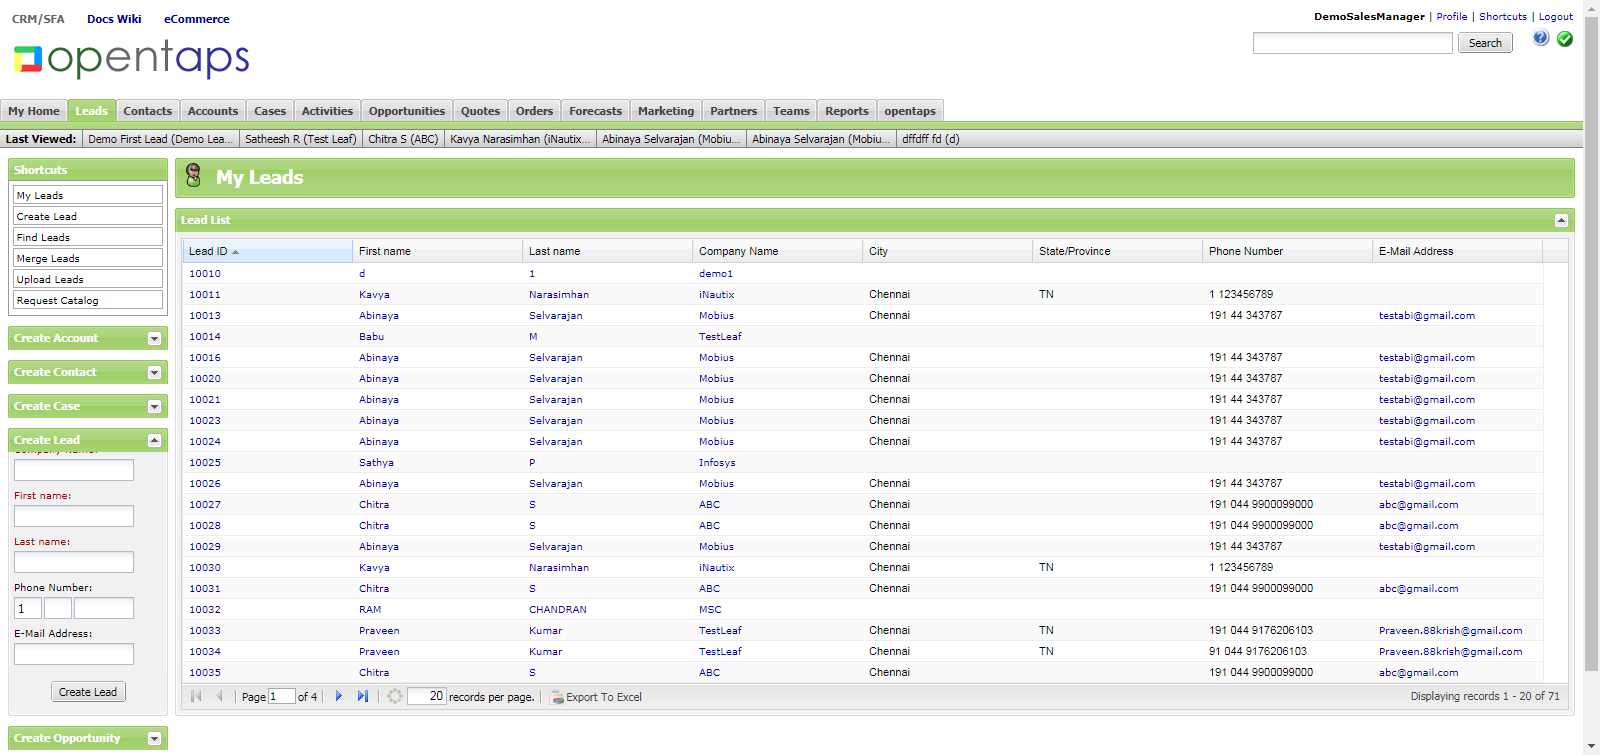 CRM/SFA Docs Wiki eCommerce
DemoSalesManager | Profile | Shortcuts | Logout
opentaps
Search
My Home Leads Contacts Accounts Cases Activities Opportunities Quotes Orders Forecasts Marketing Partners Teams Reports opentaps
Last Viewed: Demo First Lead (Demo Lea... Satheesh R (Test Leaf) Chitra S (ABC) Kavya Narasimhan (iNautix... Abinaya Selvarajan (Mobiu... Abinaya Selvarajan (Mobiu... dffdff fd (d)
Shortcuts
My Leads
Create Lead
Find Leads
Merge Leads
Upload Leads
Request Catalog
Create Account
Create Contact
Create Case
Create Lead
Company Name:
First name:
Last name:
Phone Number:
1
E-Mail Address:
Create Lead
Create Opportunity
My Leads
Lead List
Lead ID First name Last name Company Name City State/Province Phone Number E-Mail Address
10010 d 1 demo1
10011 Kavya Narasimhan iNautix Chennai TN 1 123456789
10013 Abinaya Selvarajan Mobius Chennai 191 44 343787 testabi@gmail.com
10014 Babu M TestLeaf
10016 Abinaya Selvarajan Mobius Chennai 191 44 343787 testabi@gmail.com
10020 Abinaya Selvarajan Mobius Chennai 191 44 343787 testabi@gmail.com
10021 Abinaya Selvarajan Mobius Chennai 191 44 343787 testabi@gmail.com
10023 Abinaya Selvarajan Mobius Chennai 191 44 343787 testabi@gmail.com
10024 Abinaya Selvarajan Mobius Chennai 191 44 343787 testabi@gmail.com
10025 Sathya P Infosys
10026 Abinaya Selvarajan Mobius Chennai 191 44 343787 testabi@gmail.com
10027 Chitra S ABC Chennai 191 044 9900099000 abc@gmail.com
10028 Chitra S ABC Chennai 191 044 9900099000 abc@gmail.com
10029 Abinaya Selvarajan Mobius Chennai 191 44 343787 testabi@gmail.com
10030 Kavya Narasimhan iNautix Chennai TN 1 123456789
10031 Chitra S ABC Chennai 191 044 9900099000 abc@gmail.com
10032 RAM CHANDRAN MSC
10033 Praveen Kumar TestLeaf Chennai TN 191 044 9176206103 Praveen.88krish@gmail.com
10034 Praveen Kumar TestLeaf Chennai TN 91 044 9176206103 Praveen.88krish@gmail.com
10035 Chitra S ABC Chennai 191 044 9900099000 abc@gmail.com
Page 1 of 4 20 records per page. Export To Excel Displaying records 1 - 20 of 71